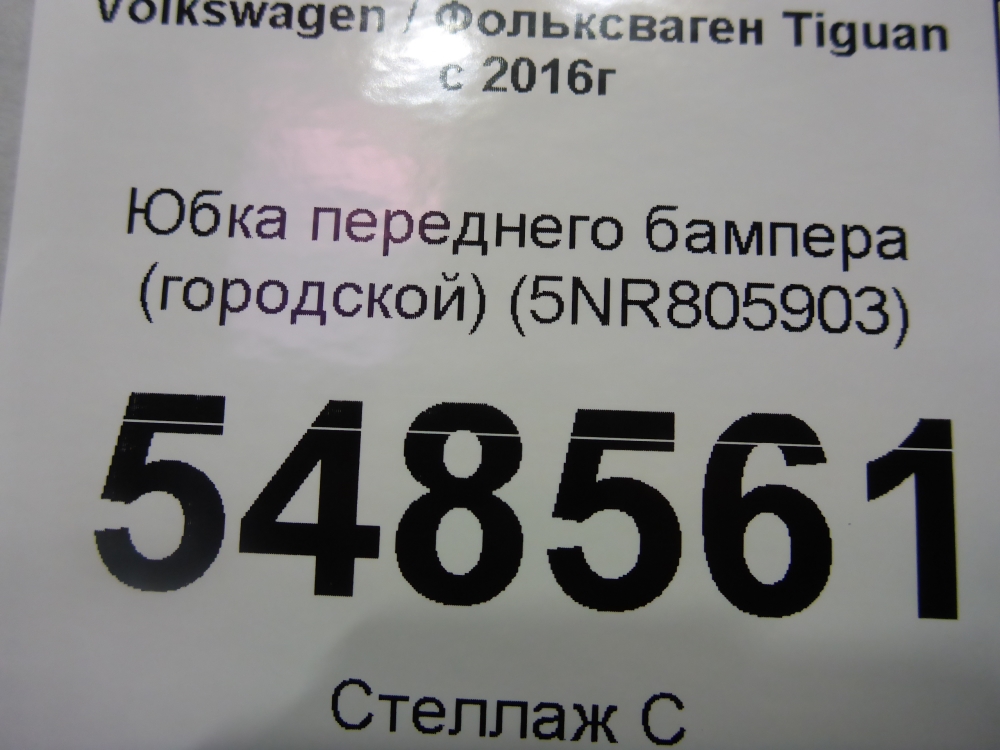 Volkswagen / Фольксваген Tiguan
с 2016г
Юбка переднего бампера
(городской) (5NR805903)
548561
Стеллаж С